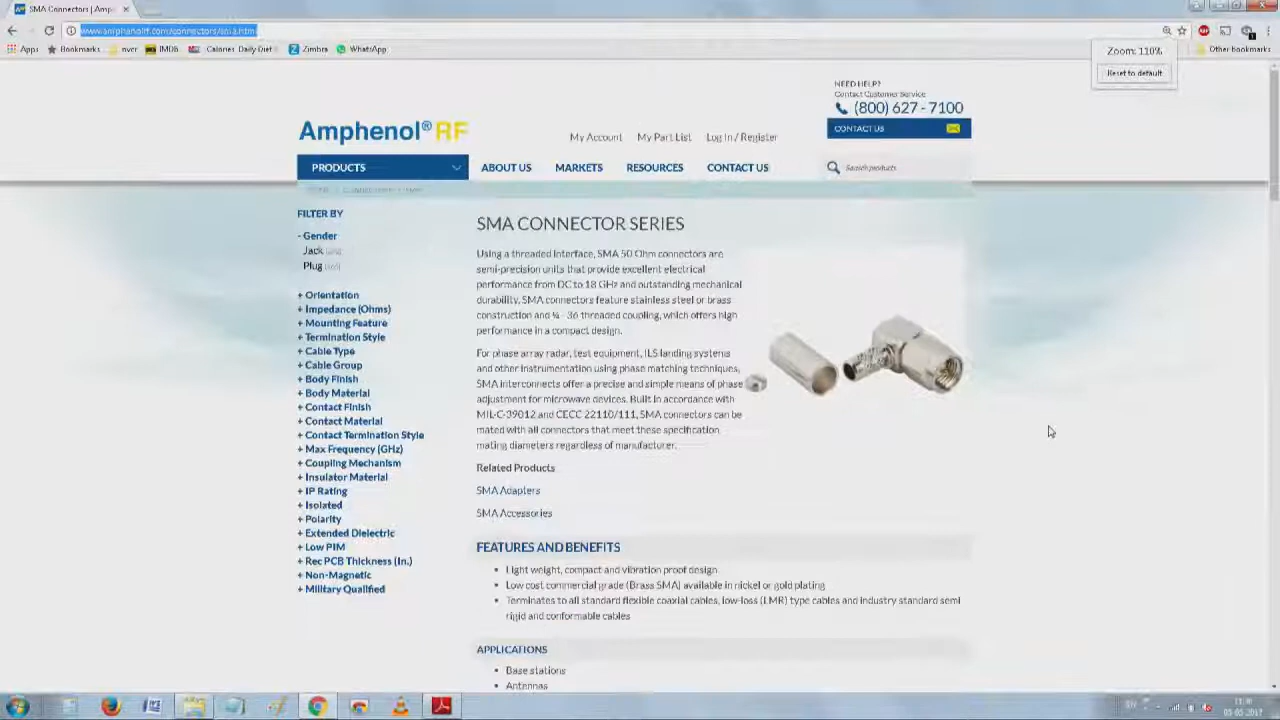 SMA Connectors | Amp
www.amphenolrf.com/connectors/sma.html
Apps
Bookmarks
nvcr
IMDb
Calorie, Daily Diet
Zimbra
WhatsApp
Other bookmarks
Zoom: 110%
Reset to default
NEED HELP?
Contact Customer Service
(800) 627 - 7100
CONTACT US
Amphenol® RF
My Account
My Part List
Log In / Register
PRODUCTS
ABOUT US
MARKETS
RESOURCES
CONTACT US
Search products
FILTER BY
- Gender
Jack
Plug
+ Orientation
+ Impedance (Ohms)
+ Mounting Feature
+ Termination Style
+ Cable Type
+ Cable Group
+ Body Finish
+ Body Material
+ Contact Finish
+ Contact Material
+ Contact Termination Style
+ Max Frequency (GHz)
+ Coupling Mechanism
+ Insulator Material
+ IP Rating
+ Isolated
+ Polarity
+ Extended Dielectric
+ Low PIM
+ Rec PCB Thickness (In.)
+ Non-Magnetic
+ Military Qualified
SMA CONNECTOR SERIES
Using a threaded interface, SMA 50 Ohm connectors are
semi-precision units that provide excellent electrical
performance from DC to 18 GHz and outstanding mechanical
durability. SMA connectors feature stainless steel or brass
construction and ¼ - 36 threaded coupling, which offers high
performance in a compact design.
For phase array radar, test equipment, ILS landing systems
and other instrumentation using phase matching techniques,
SMA interconnects offer a precise and simple means of phase
adjustment for microwave devices. Built in accordance with
MIL-C-39012 and CECC 22110/111, SMA connectors can be
mated with all connectors that meet these specification
mating diameters regardless of manufacturer.
Related Products
SMA Adapters
SMA Accessories
FEATURES AND BENEFITS
• Light weight, compact and vibration proof design
• Low cost commercial grade (Brass SMA) available in nickel or gold plating
• Terminates to all standard flexible coaxial cables, low-loss (LMR) type cables and industry standard semi
rigid and conformable cables
APPLICATIONS
• Base stations
• Antennas